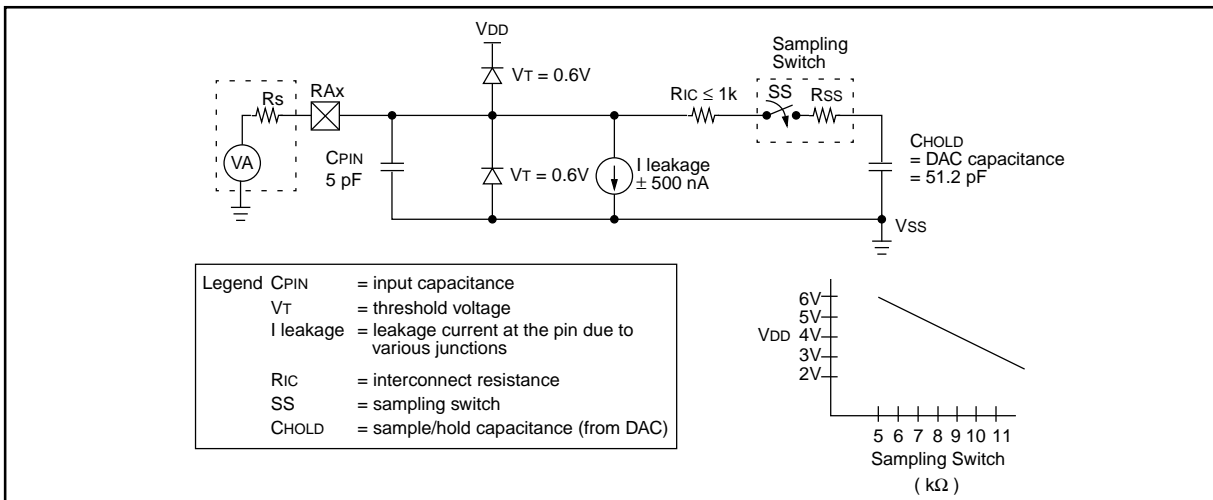 VDD
Sampling
Switch
VT = 0.6V
RIC ≤ 1k
SS
RSS
Rs
RAx
VA
CPIN
5 pF
VT = 0.6V
I leakage
± 500 nA
CHOLD
= DAC capacitance
= 51.2 pF
VSS
Legend CPIN = input capacitance
VT = threshold voltage
I leakage = leakage current at the pin due to
various junctions
RIC = interconnect resistance
SS = sampling switch
CHOLD = sample/hold capacitance (from DAC)
6V
5V
VDD 4V
3V
2V
5 6 7 8 9 10 11
Sampling Switch
( kΩ )